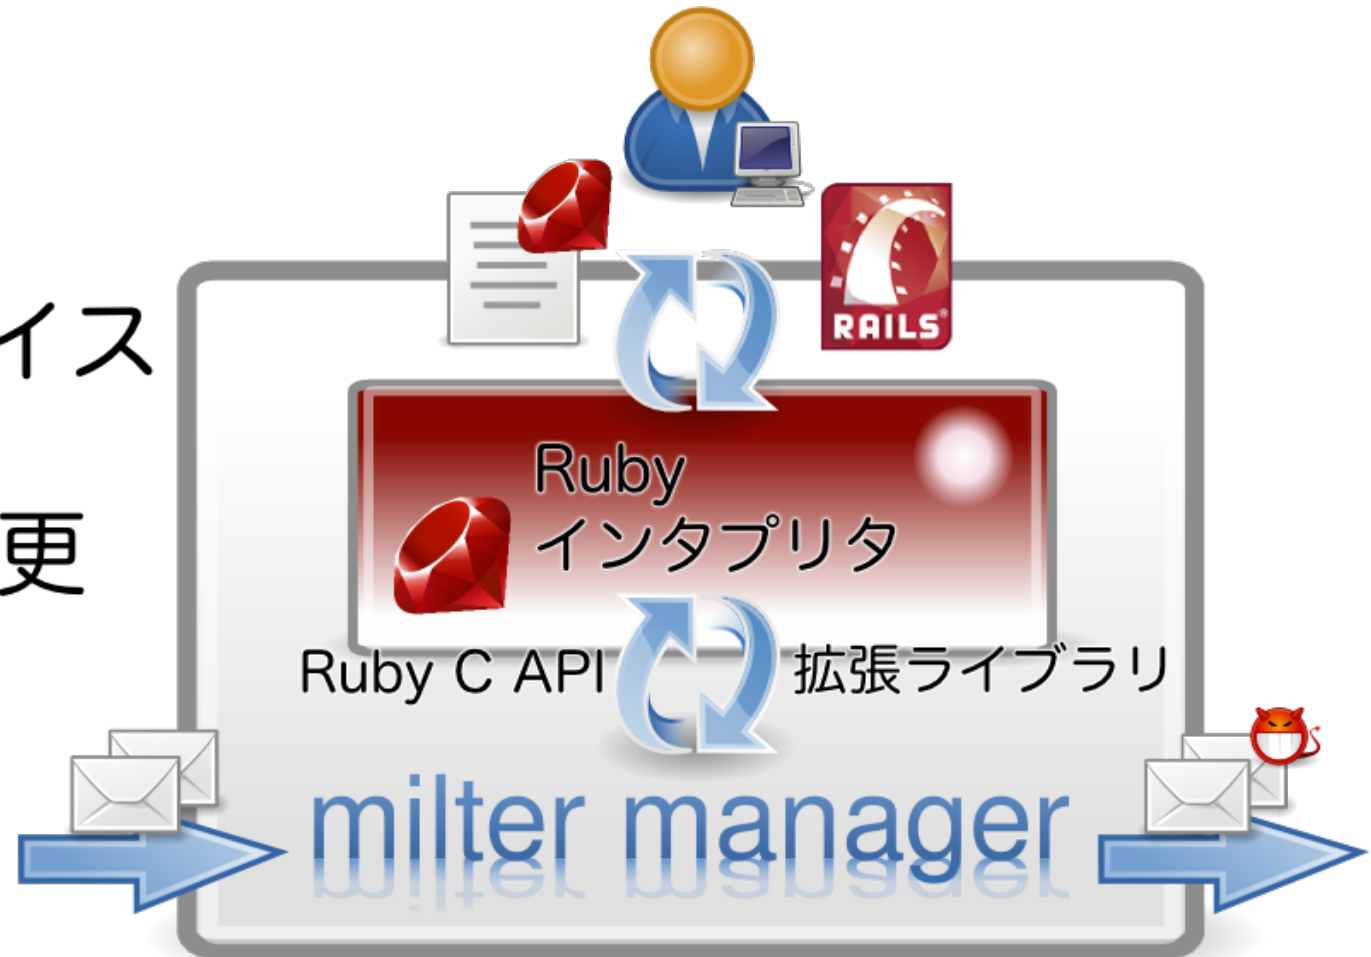 RAILS®
イス
Ruby
インタプリタ
更
Ruby C API
拡張ライブラリ
milter manager